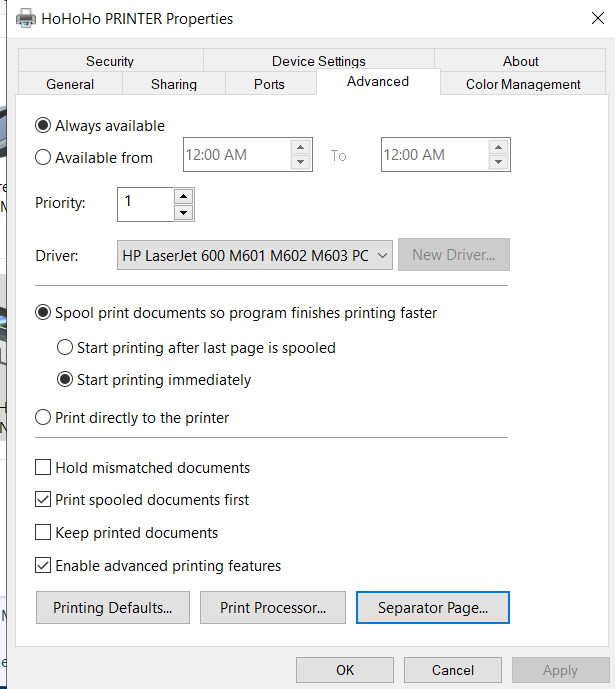 HoHoHo PRINTER Properties
Security Device Settings About
General Sharing Ports Advanced Color Management
Always available
Available from 12:00 AM To 12:00 AM
Priority: 1
Driver: HP LaserJet 600 M601 M602 M603 PC New Driver...
Spool print documents so program finishes printing faster
Start printing after last page is spooled
Start printing immediately
Print directly to the printer
Hold mismatched documents
Print spooled documents first
Keep printed documents
Enable advanced printing features
Printing Defaults... Print Processor... Separator Page...
OK Cancel Apply